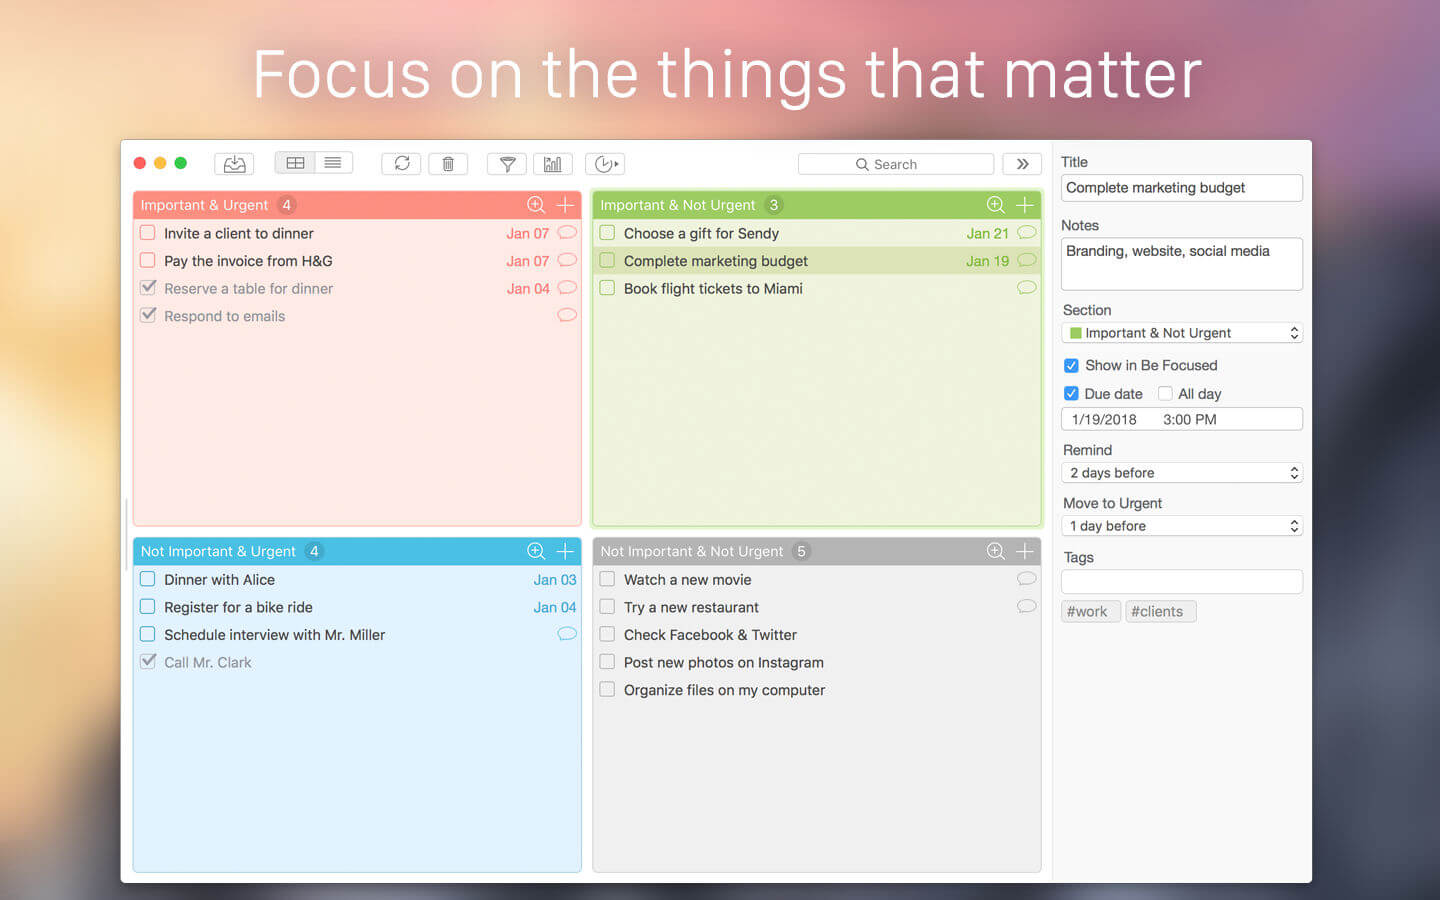 Focus on the things that matter
Search
Important & Urgent 4
Invite a client to dinner Jan 07
Pay the invoice from H&G Jan 07
Reserve a table for dinner Jan 04
Respond to emails
Important & Not Urgent 3
Choose a gift for Sendy Jan 21
Complete marketing budget Jan 19
Book flight tickets to Miami
Not Important & Urgent 4
Dinner with Alice Jan 03
Register for a bike ride Jan 04
Schedule interview with Mr. Miller
Call Mr. Clark
Not Important & Not Urgent 5
Watch a new movie
Try a new restaurant
Check Facebook & Twitter
Post new photos on Instagram
Organize files on my computer
Title
Complete marketing budget
Notes
Branding, website, social media
Section
Important & Not Urgent
Show in Be Focused
Due date All day
1/19/2018 3:00 PM
Remind
2 days before
Move to Urgent
1 day before
Tags
#work #clients